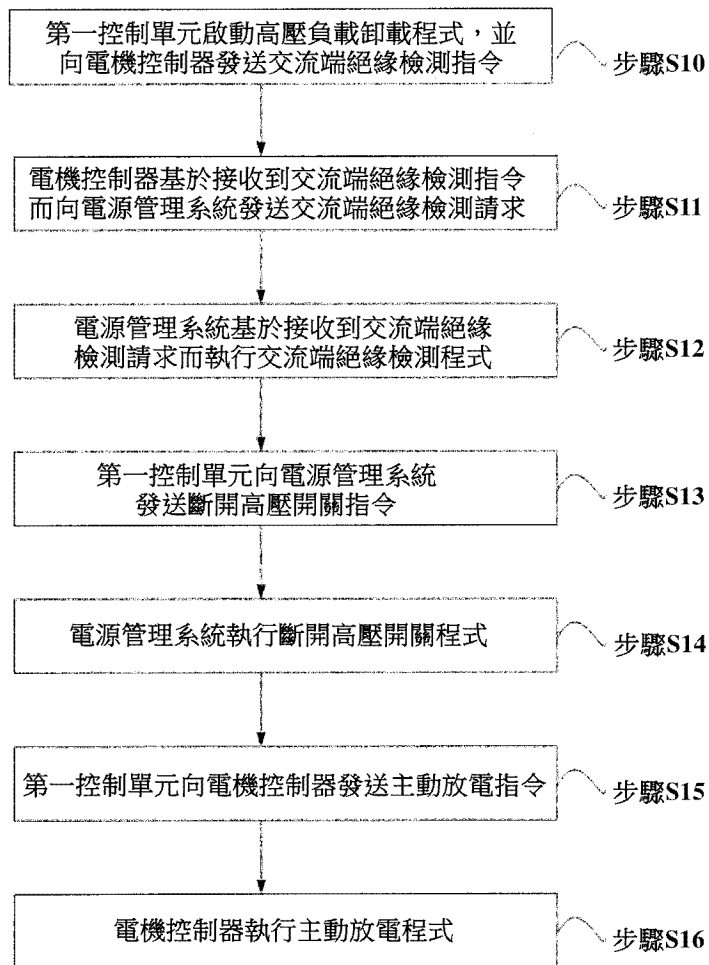 第一控制單元啟動高壓負載卸載程式，並
向電機控制器發送交流端絕緣檢測指令
步驟S10
電機控制器基於接收到交流端絕緣檢測指令
而向電源管理系統發送交流端絕緣檢測請求
步驟S11
電源管理系統基於接收到交流端絕緣
檢測請求而執行交流端絕緣檢測程式
步驟S12
第一控制單元向電源管理系統
發送斷開高壓開關指令
步驟S13
電源管理系統執行斷開高壓開關程式
步驟S14
第一控制單元向電機控制器發送主動放電指令
步驟S15
電機控制器執行主動放電程式
步驟S16